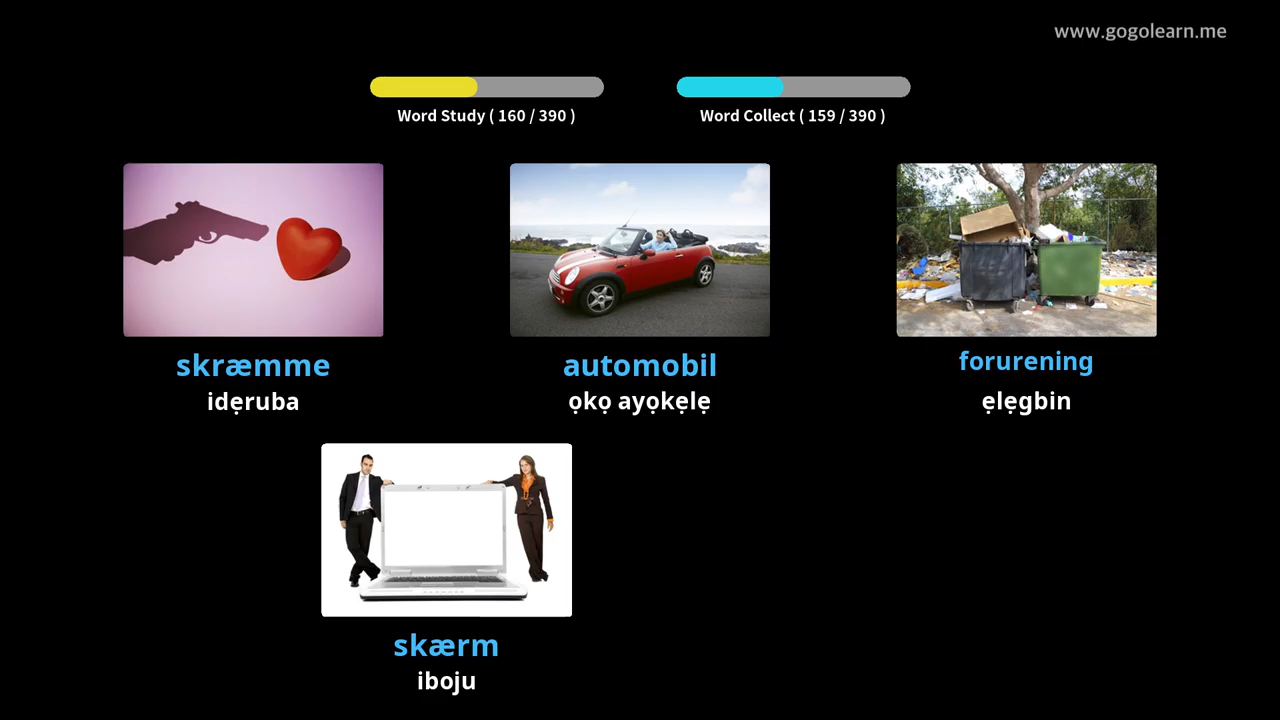 www.gogolearn.me
Word Study ( 160 / 390 )
Word Collect ( 159 / 390 )
skræmme
idẹruba
automobil
ọkọ ayọkẹlẹ
forurening
ẹlẹgbin
skærm
iboju